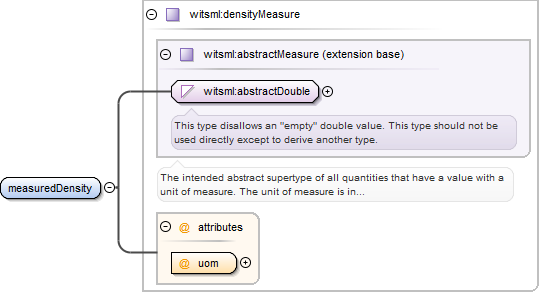 witsml:densityMeasure
witsml:abstractMeasure (extension base)
witsml:abstractDouble
This type disallows an "empty" double value. This type should not be
used directly except to derive another type.
measuredDensity
The intended abstract supertype of all quantities that have a value with a
unit of measure. The unit of measure is in...
@ attributes
@ uom